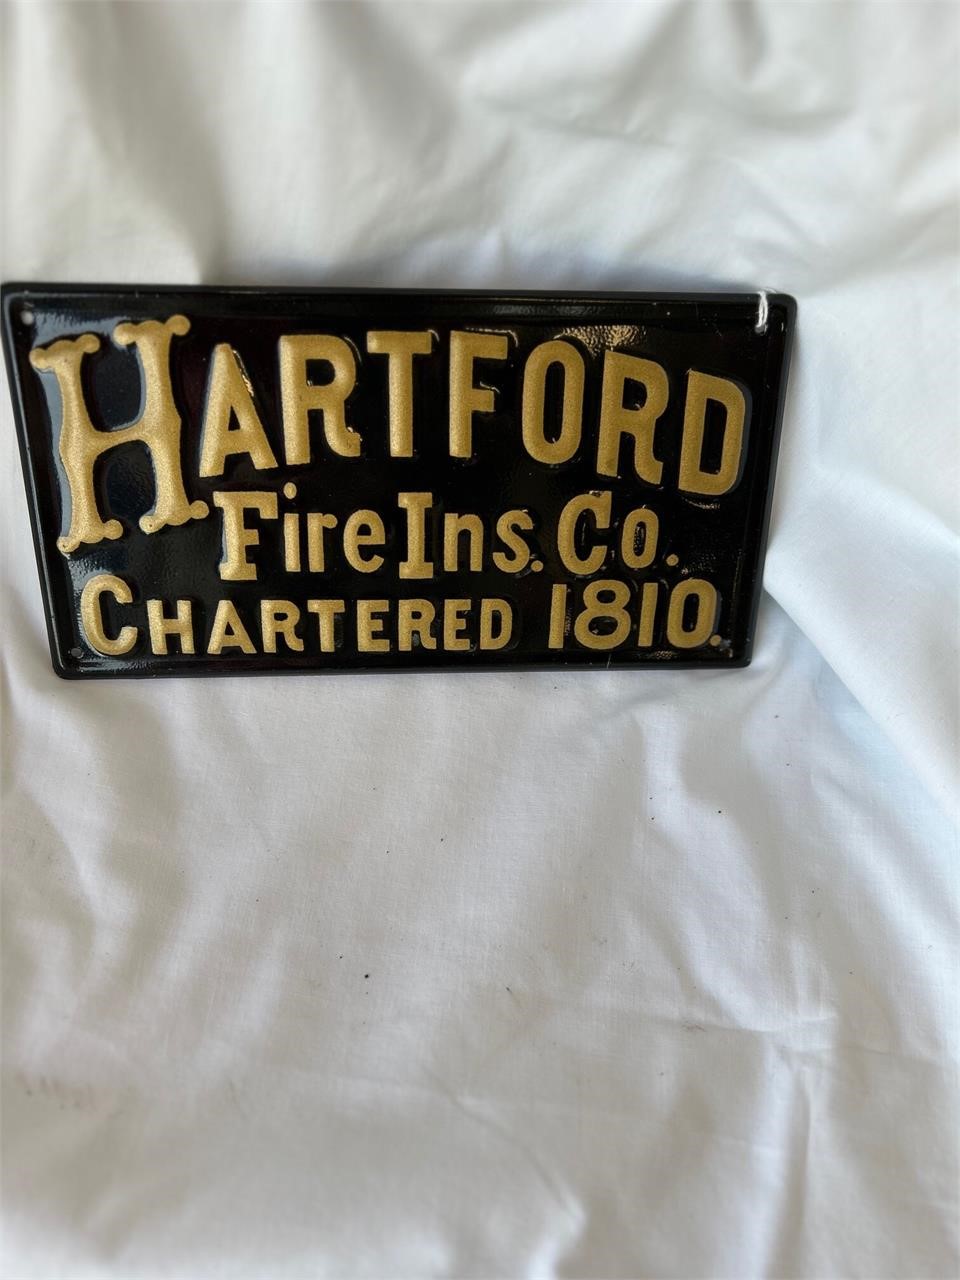 HARTFORD
Fire Ins. Co.
CHARTERED 1810.